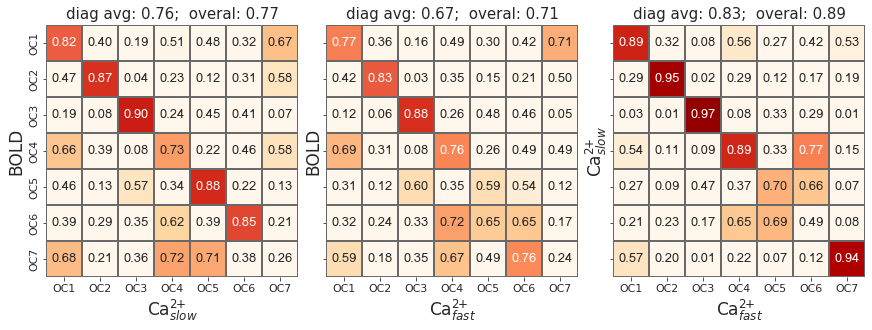 diag avg: 0.76;  overal: 0.77
BOLD
OC1 0.82 0.40 0.19 0.51 0.48 0.32 0.67
OC2 0.47 0.87 0.04 0.23 0.12 0.31 0.58
OC3 0.19 0.08 0.90 0.24 0.45 0.41 0.07
OC4 0.66 0.39 0.08 0.73 0.22 0.46 0.58
OC5 0.46 0.13 0.57 0.34 0.88 0.22 0.13
OC6 0.39 0.29 0.35 0.62 0.39 0.85 0.21
OC7 0.68 0.21 0.36 0.72 0.71 0.38 0.26
OC1 OC2 OC3 OC4 OC5 OC6 OC7
Ca²⁺slow
diag avg: 0.67;  overal: 0.71
BOLD
0.77 0.36 0.16 0.49 0.30 0.42 0.71
0.42 0.83 0.03 0.35 0.15 0.21 0.50
0.12 0.06 0.88 0.26 0.48 0.46 0.05
0.69 0.31 0.08 0.76 0.26 0.49 0.49
0.31 0.12 0.60 0.35 0.59 0.54 0.12
0.32 0.24 0.33 0.72 0.65 0.65 0.17
0.59 0.18 0.35 0.67 0.49 0.76 0.24
OC1 OC2 OC3 OC4 OC5 OC6 OC7
Ca²⁺fast
diag avg: 0.83;  overal: 0.89
Ca²⁺slow
0.89 0.32 0.08 0.56 0.27 0.42 0.53
0.29 0.95 0.02 0.29 0.12 0.17 0.19
0.03 0.01 0.97 0.08 0.33 0.29 0.01
0.54 0.11 0.09 0.89 0.33 0.77 0.15
0.27 0.09 0.47 0.37 0.70 0.66 0.07
0.21 0.23 0.17 0.65 0.69 0.49 0.08
0.57 0.20 0.01 0.22 0.07 0.12 0.94
OC1 OC2 OC3 OC4 OC5 OC6 OC7
Ca²⁺fast